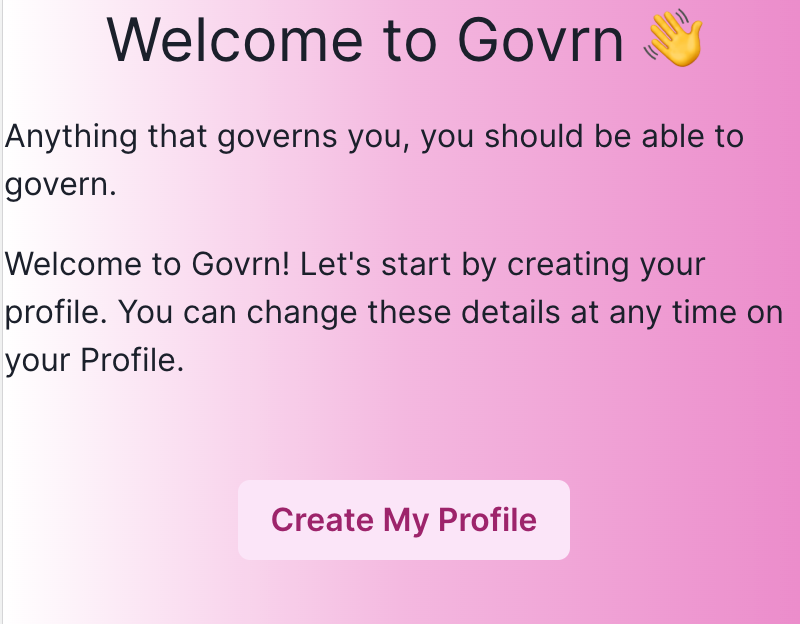 Welcome to Govrn 👋
Anything that governs you, you should be able to
govern.
Welcome to Govrn! Let's start by creating your
profile. You can change these details at any time on
your Profile.
Create My Profile